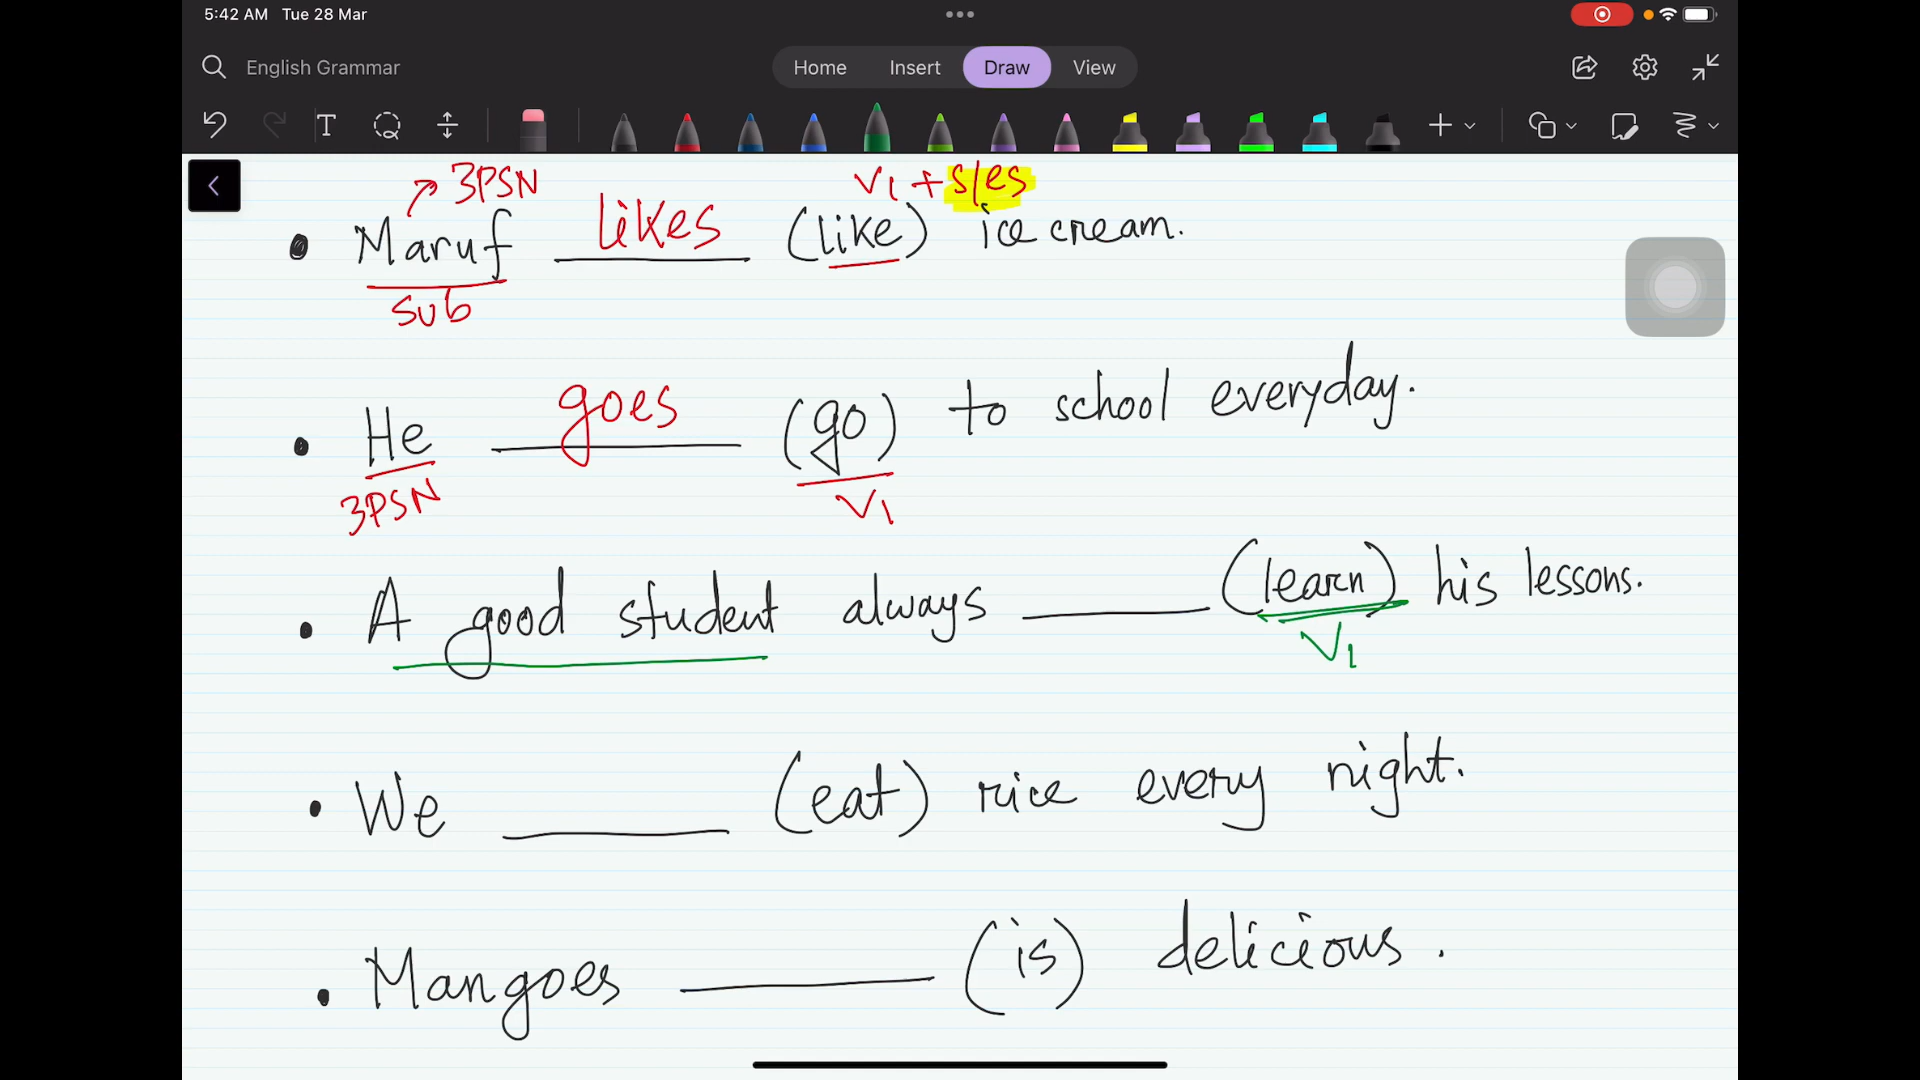 5:42 AM Tue 28 Mar
English Grammar
Home Insert Draw View
T
3PSN V1 + s/es
Maruf likes (like) ice cream.
sub
He goes (go) to school everyday.
3PSN V1
A good student always ______ (learn) his lessons.
V1
We ______ (eat) rice every night.
Mangoes ______ (is) delicious.